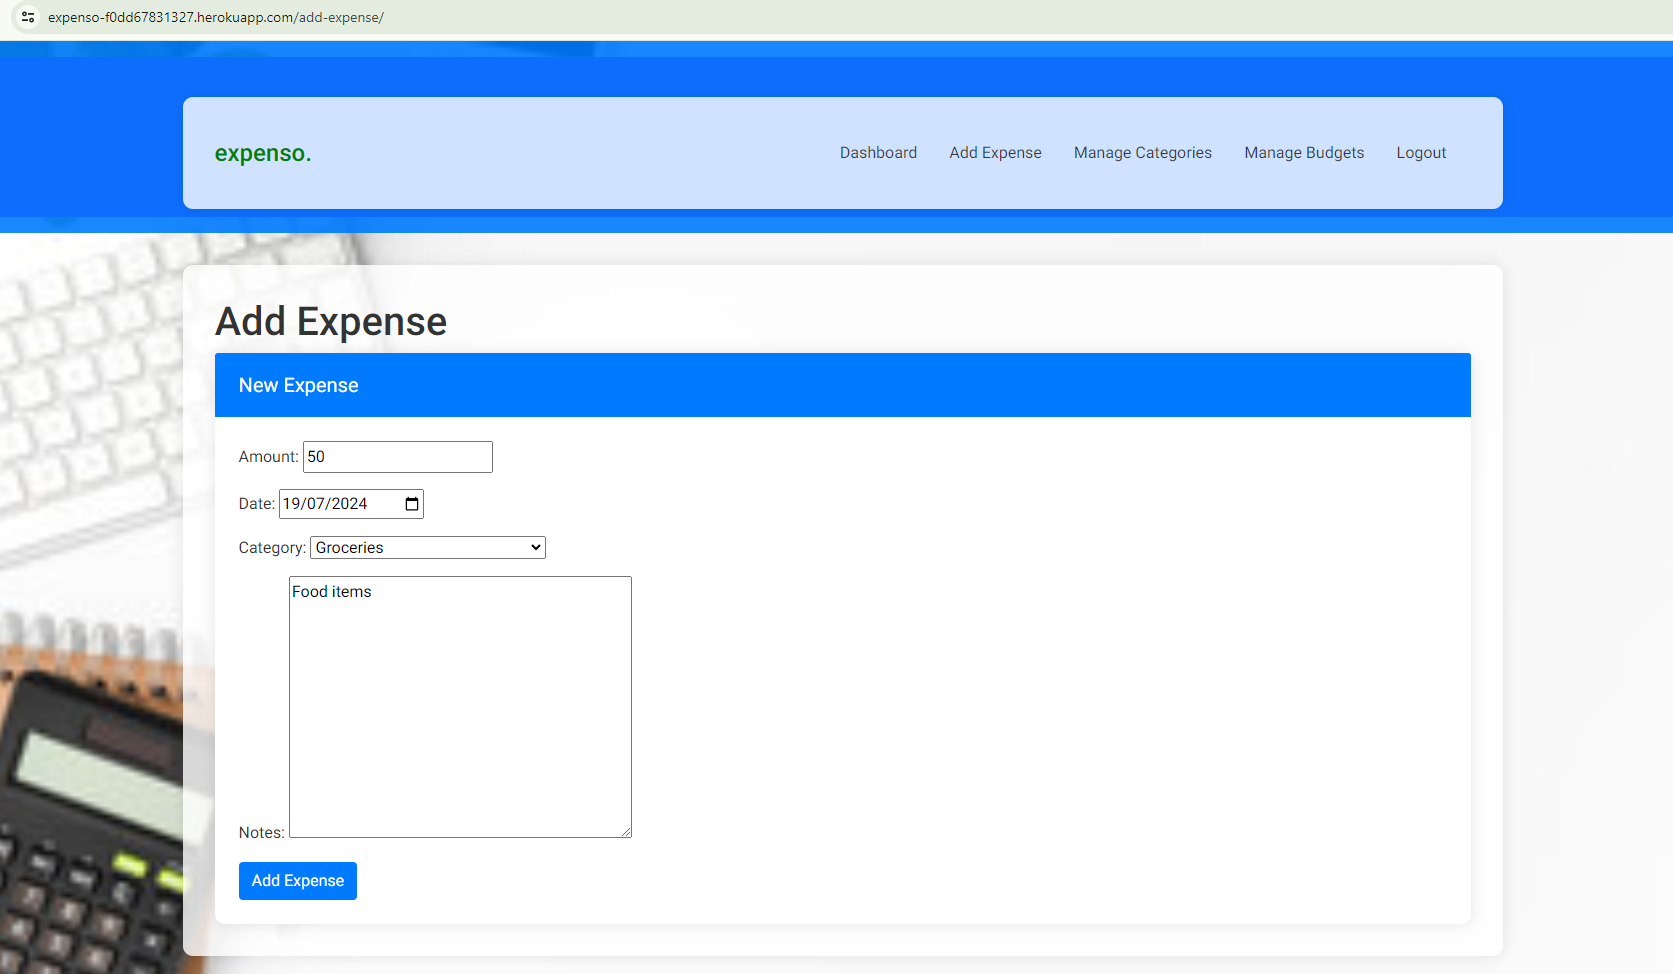 expenso-f0dd67831327.herokuapp.com/add-expense/
expenso.
Dashboard Add Expense Manage Categories Manage Budgets Logout
Add Expense
New Expense
Amount: 50
Date: 19/07/2024
Category: Groceries
Food items
Notes:
Add Expense